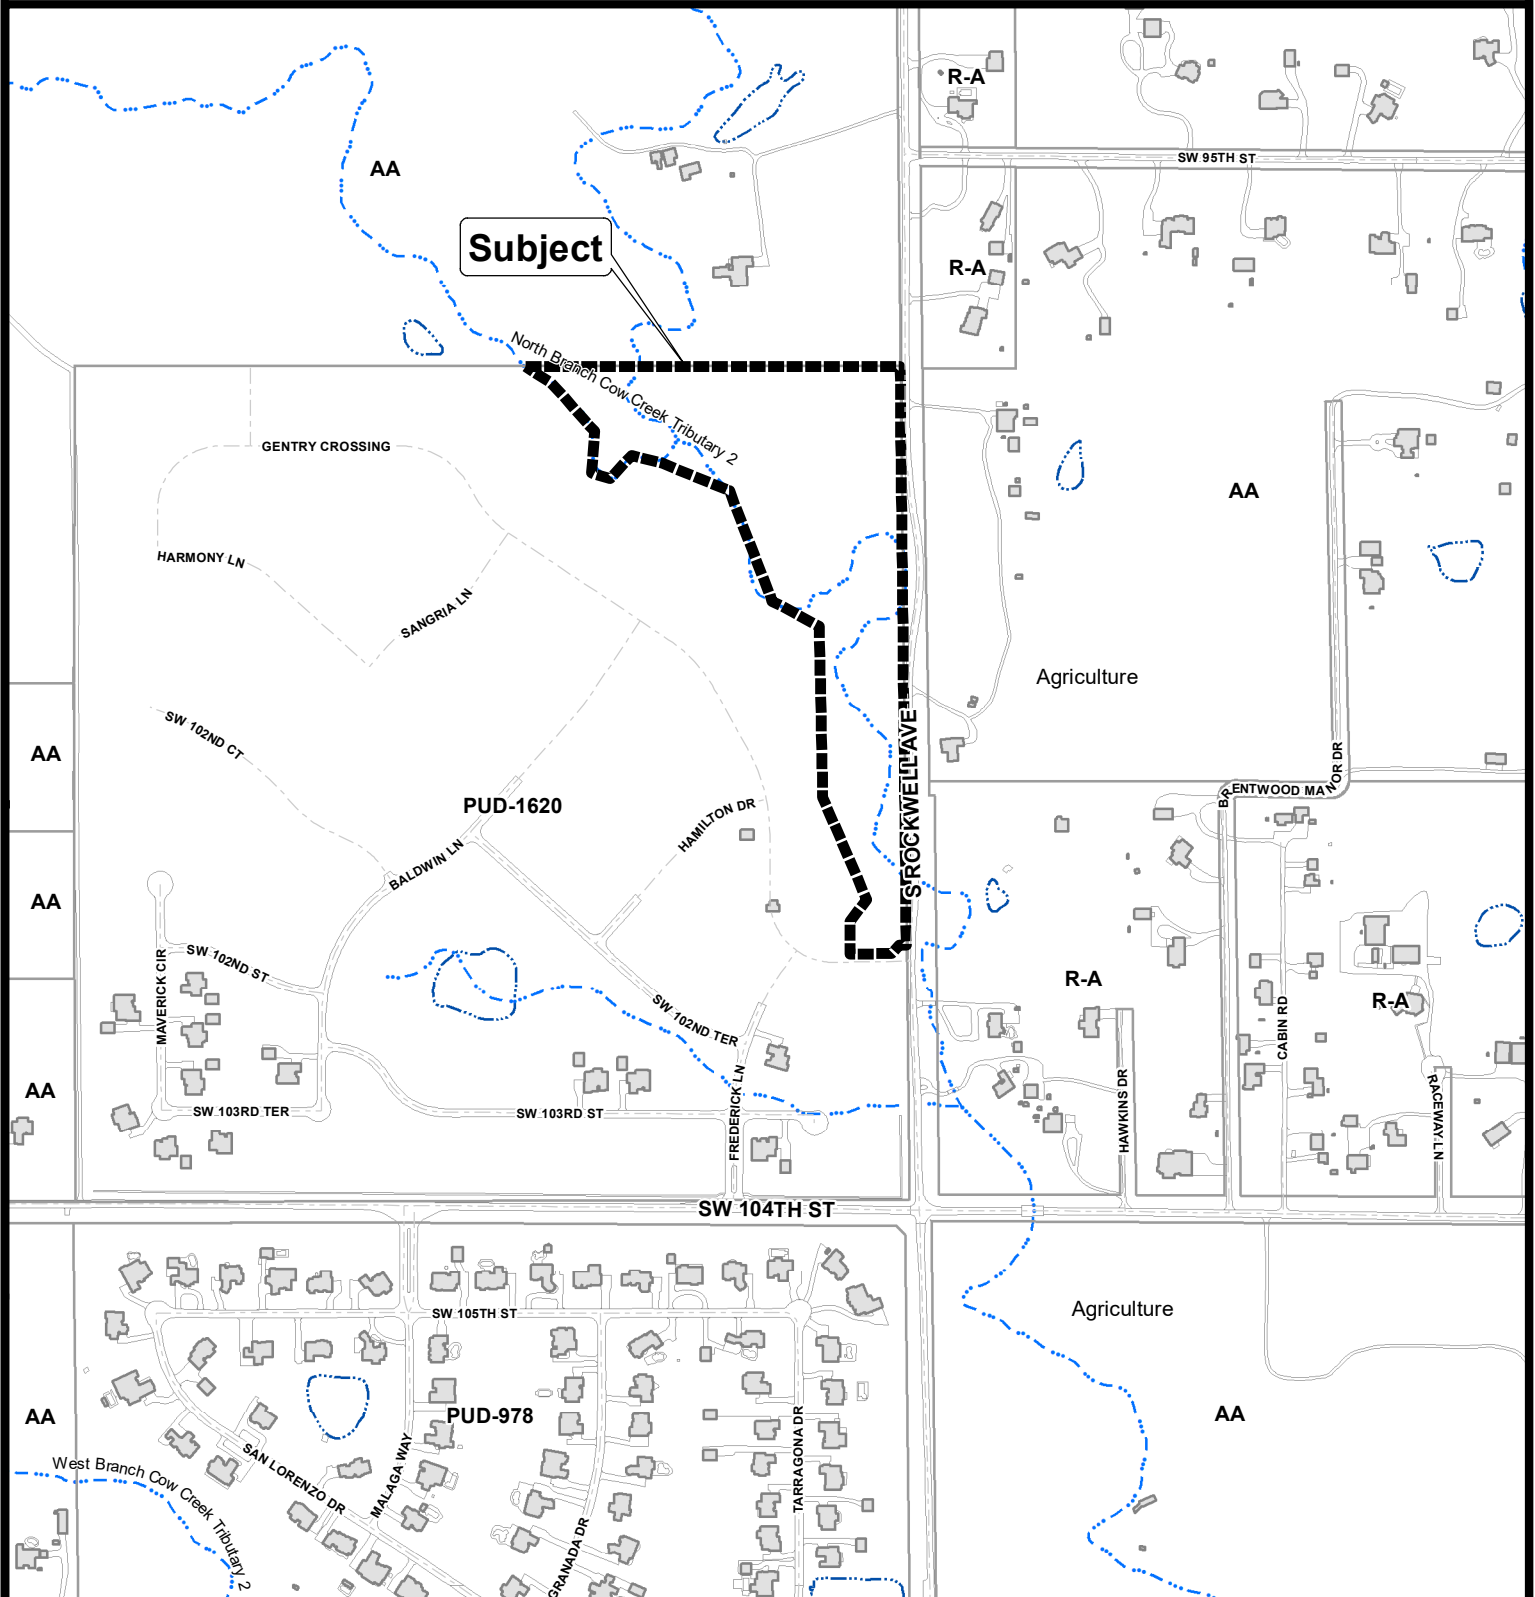 R-A
SW 95TH ST
AA
Subject
R-A
North Branch Cow Creek Tributary 2
GENTRY CROSSING
AA
HARMONY LN
SANGRIA LN
Agriculture
SW 102ND CT
AA
S ROCKWELL AVE
BRENTWOOD MANOR DR
PUD-1620
HAMILTON DR
BALDWIN LN
AA
SW 102ND ST
MAVERICK CIR
R-A
R-A
SW 102ND TER
CABIN RD
AA
SW 103RD TER
SW 103RD ST
FREDERICK LN
HAWKINS DR
RACEWAY LN
SW 104TH ST
SW 105TH ST
Agriculture
AA
PUD-978
AA
West Branch Cow Creek Tributary 2
SAN LORENZO DR
MALAGA WAY
TARRAGONA DR
GRANADA DR